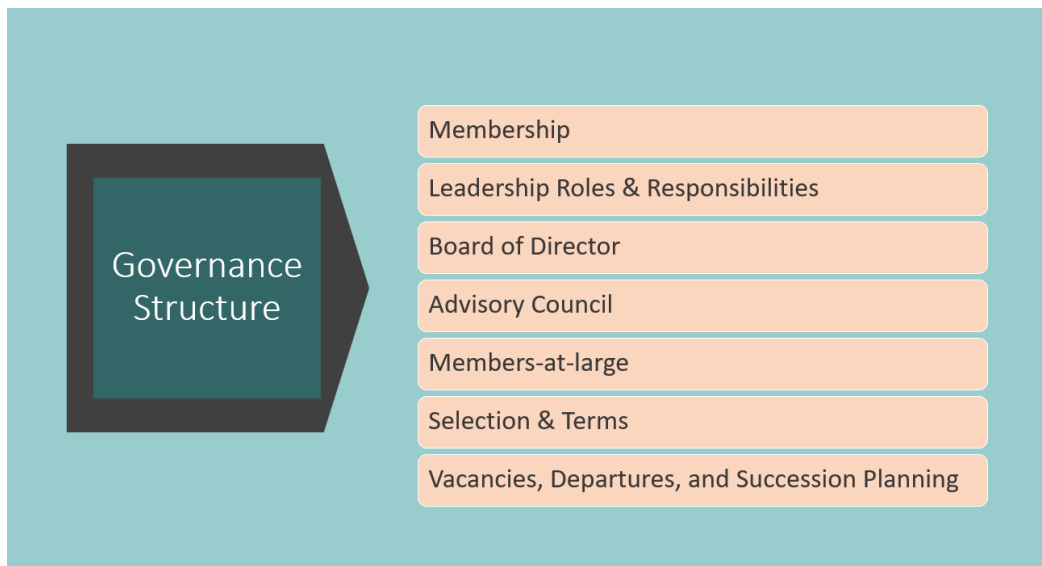 Governance
Structure
Membership
Leadership Roles & Responsibilities
Board of Director
Advisory Council
Members-at-large
Selection & Terms
Vacancies, Departures, and Succession Planning